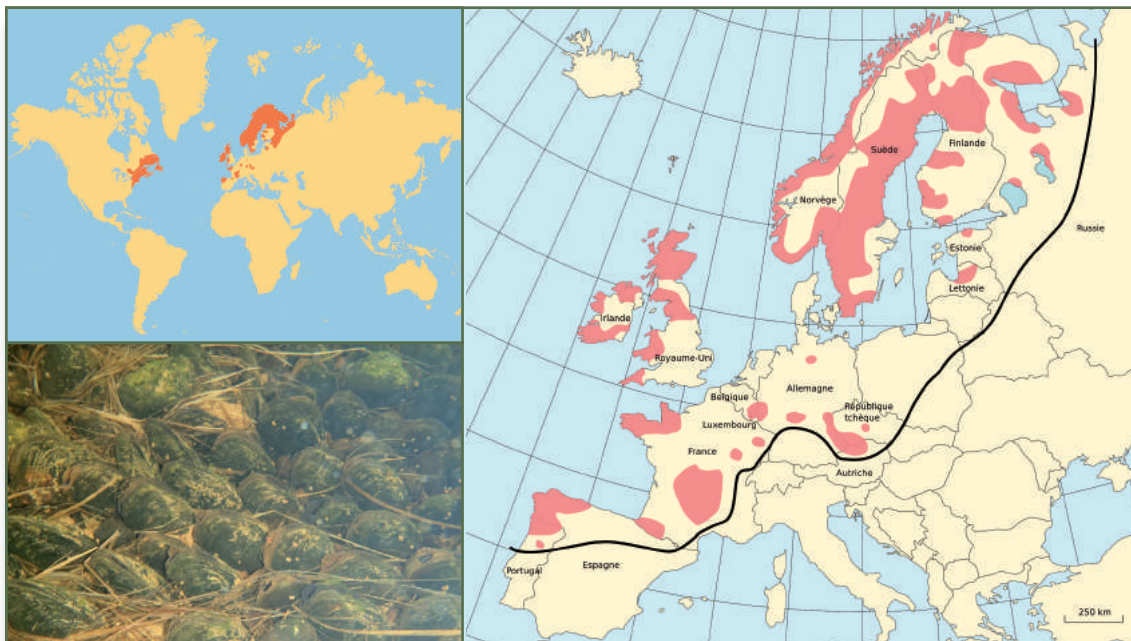 Suède
Finlande
Norvège
Russie
Estonie
Lettonie
Irlande
Royaume-Uni
Belgique
Allemagne
République
tchèque
Luxembourg
France
Autriche
Portugal
Espagne
250 km